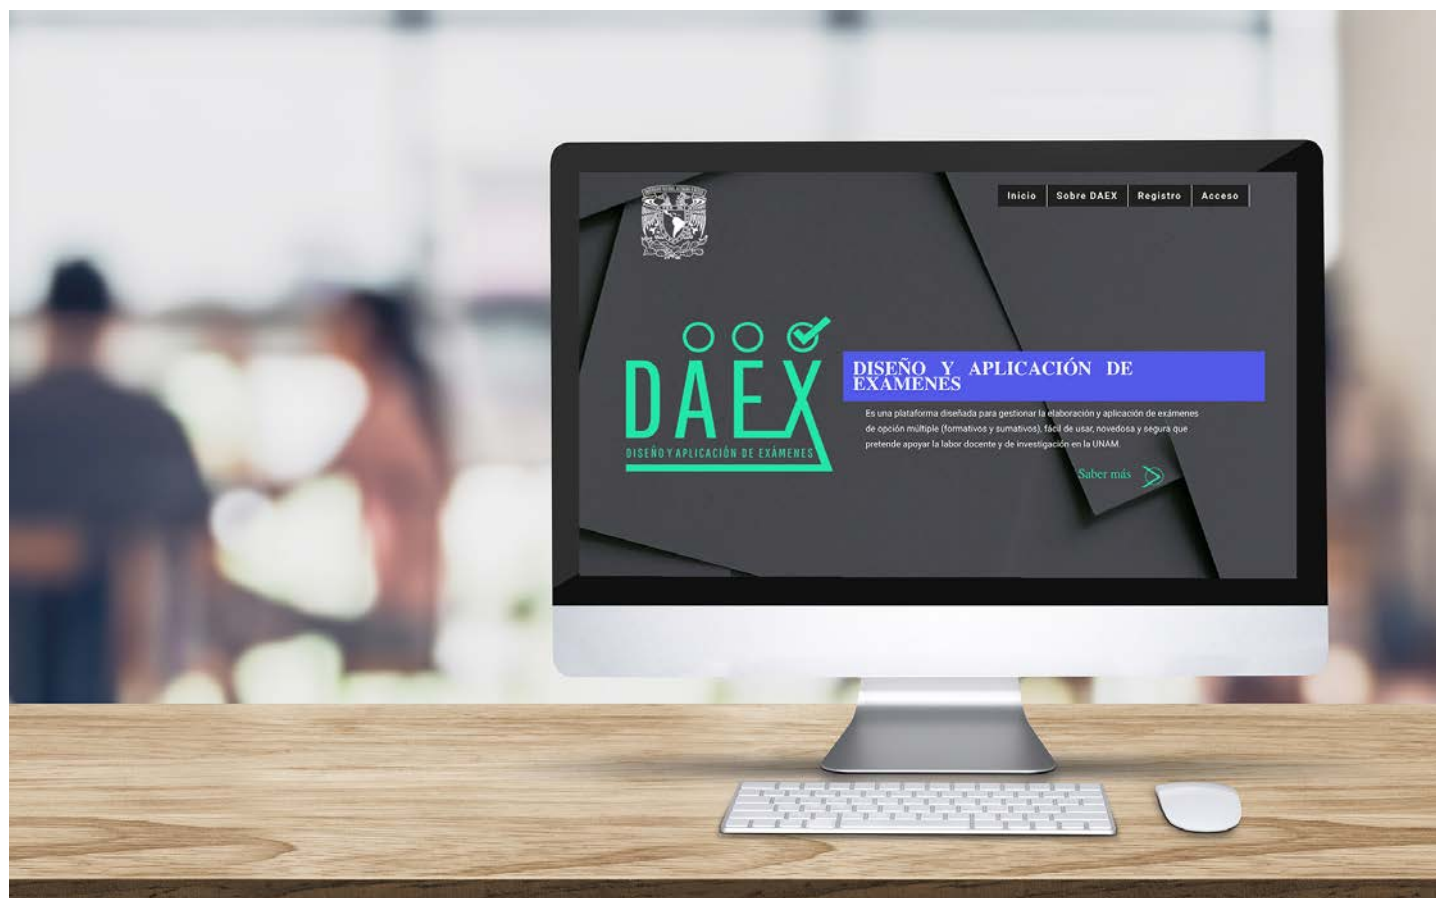 Inicio
Sobre DAEX
Registro
Acceso
DAEX
DISEÑO Y APLICACIÓN DE EXÁMENES
DISEÑO Y APLICACIÓN DE
EXAMENES
Es una plataforma diseñada para gestionar la elaboración y aplicación de exámenes
de opción múltiple (formativos y sumativos), fácil de usar, novedosa y segura que
pretende apoyar la labor docente y de investigación en la UNAM.
Saber más